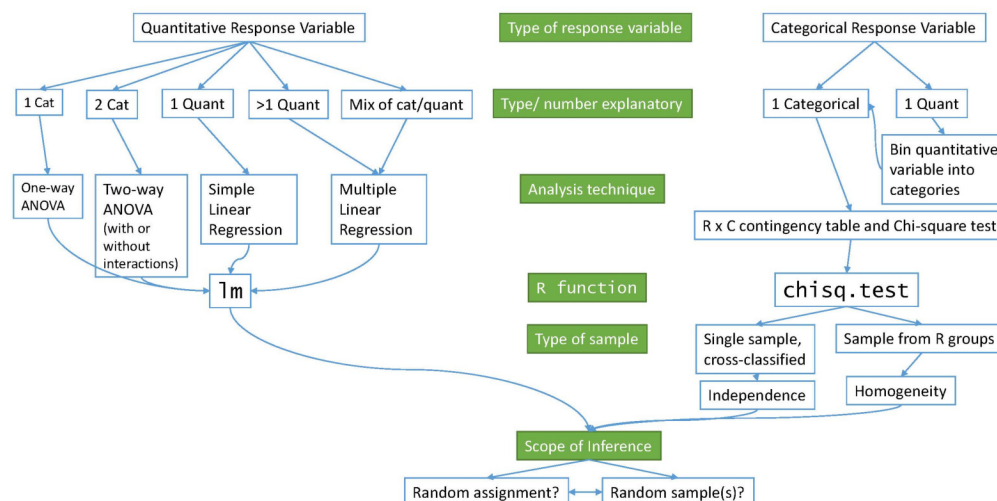 Quantitative Response Variable
Type of response variable
Categorical Response Variable
1 Cat
2 Cat
1 Quant
>1 Quant
Mix of cat/quant
Type/ number explanatory
1 Categorical
1 Quant
Bin quantitative
variable into
categories
One-way
ANOVA
Two-way
ANOVA
(with or
without
interactions)
Simple
Linear
Regression
Multiple
Linear
Regression
Analysis technique
R x C contingency table and Chi-square test
lm
R function
chisq.test
Type of sample
Single sample,
cross-classified
Sample from R groups
Independence
Homogeneity
Scope of Inference
Random assignment?
Random sample(s)?